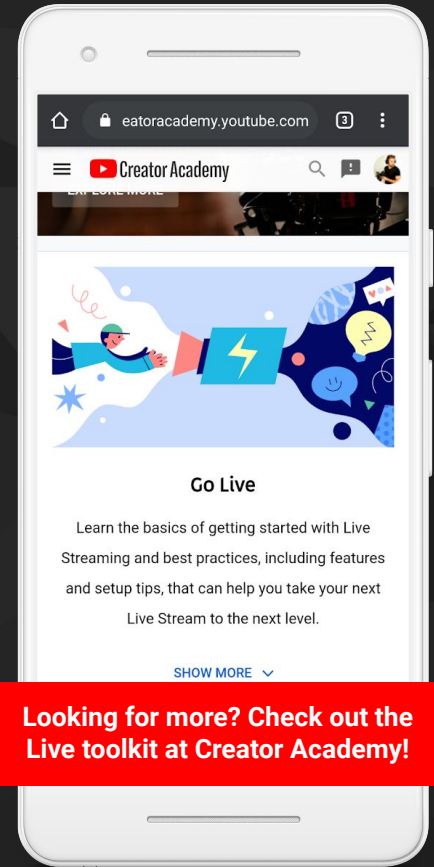 eatoracademy.youtube.com 3
Creator Academy
EXPLORE MORE
Go Live
Learn the basics of getting started with Live
Streaming and best practices, including features
and setup tips, that can help you take your next
Live Stream to the next level.
SHOW MORE
Looking for more? Check out the
Live toolkit at Creator Academy!